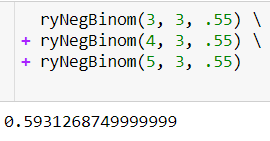 ryNegBinom(3, 3, .55) \
+ ryNegBinom(4, 3, .55) \
+ ryNegBinom(5, 3, .55)
0.5931268749999999